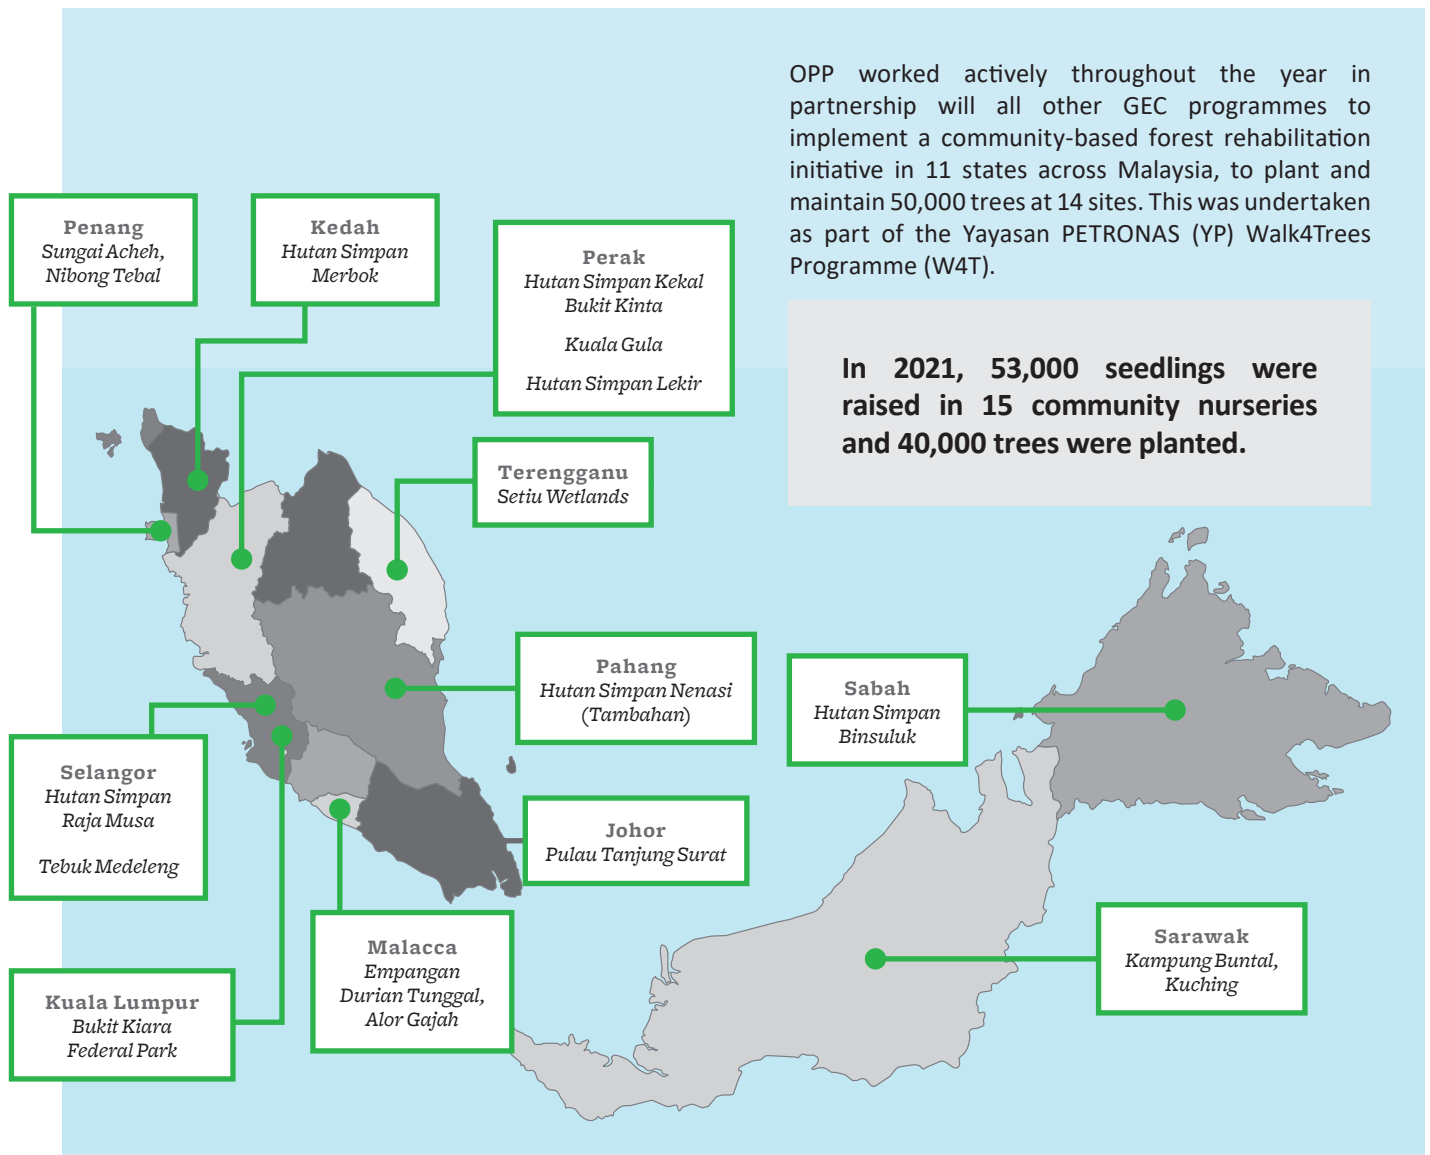 OPP worked actively throughout the year in
partnership will all other GEC programmes to
implement a community-based forest rehabilitation
initiative in 11 states across Malaysia, to plant and
maintain 50,000 trees at 14 sites. This was undertaken
as part of the Yayasan PETRONAS (YP) Walk4Trees
Programme (W4T).
In 2021, 53,000 seedlings were
raised in 15 community nurseries
and 40,000 trees were planted.
Penang
Sungai Acheh,
Nibong Tebal
Kedah
Hutan Simpan
Merbok
Perak
Hutan Simpan Kekal
Bukit Kinta
Kuala Gula
Hutan Simpan Lekir
Terengganu
Setiu Wetlands
Pahang
Hutan Simpan Nenasi
(Tambahan)
Sabah
Hutan Simpan
Binsuluk
Selangor
Hutan Simpan
Raja Musa
Tebuk Medeleng
Johor
Pulau Tanjung Surat
Malacca
Empangan
Durian Tunggal,
Alor Gajah
Sarawak
Kampung Buntal,
Kuching
Kuala Lumpur
Bukit Kiara
Federal Park